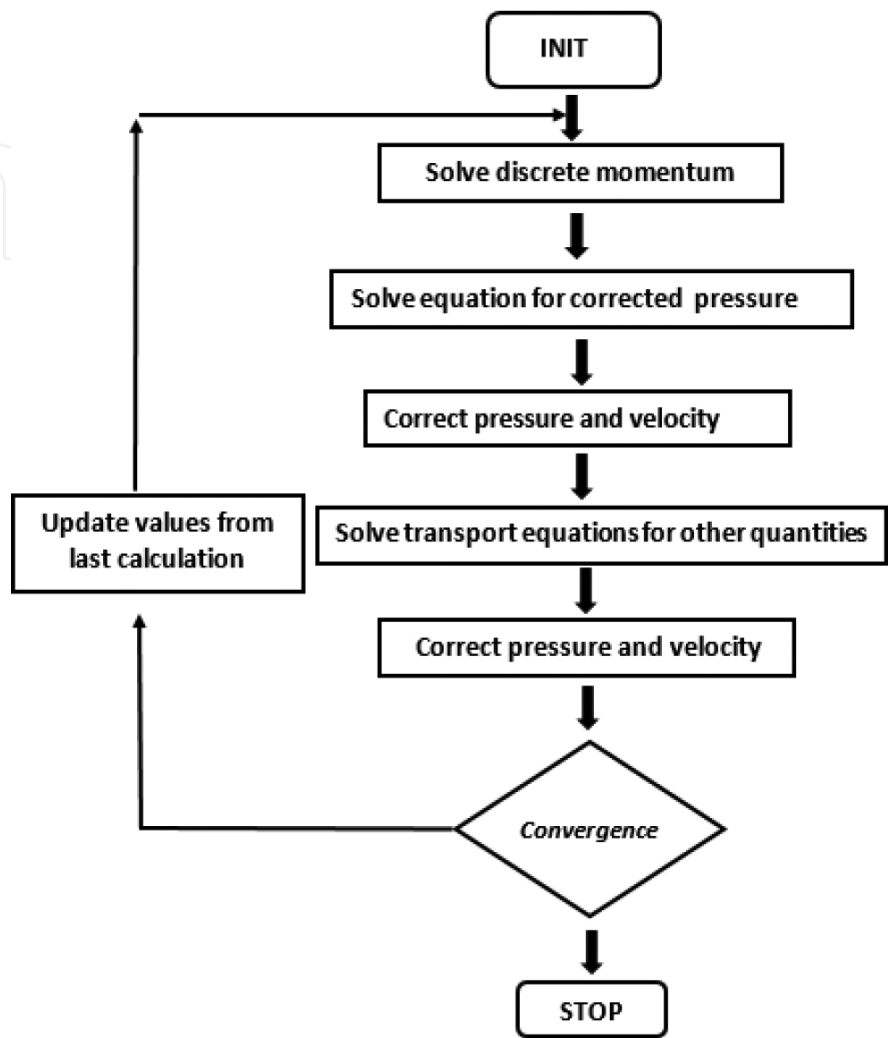 INIT
Solve discrete momentum
Solve equation for corrected pressure
Correct pressure and velocity
Update values from
last calculation
Solve transport equations for other quantities
Correct pressure and velocity
Convergence
STOP